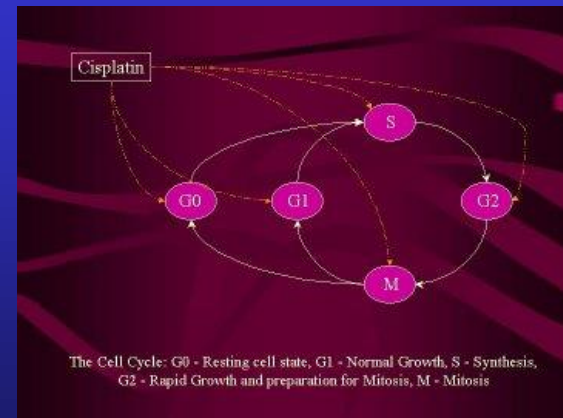 Cisplatin
S
G0
G1
G2
M
The Cell Cycle: G0 - Resting cell state, G1 - Normal Growth, S - Synthesis,
G2 - Rapid Growth and preparation for Mitosis, M - Mitosis